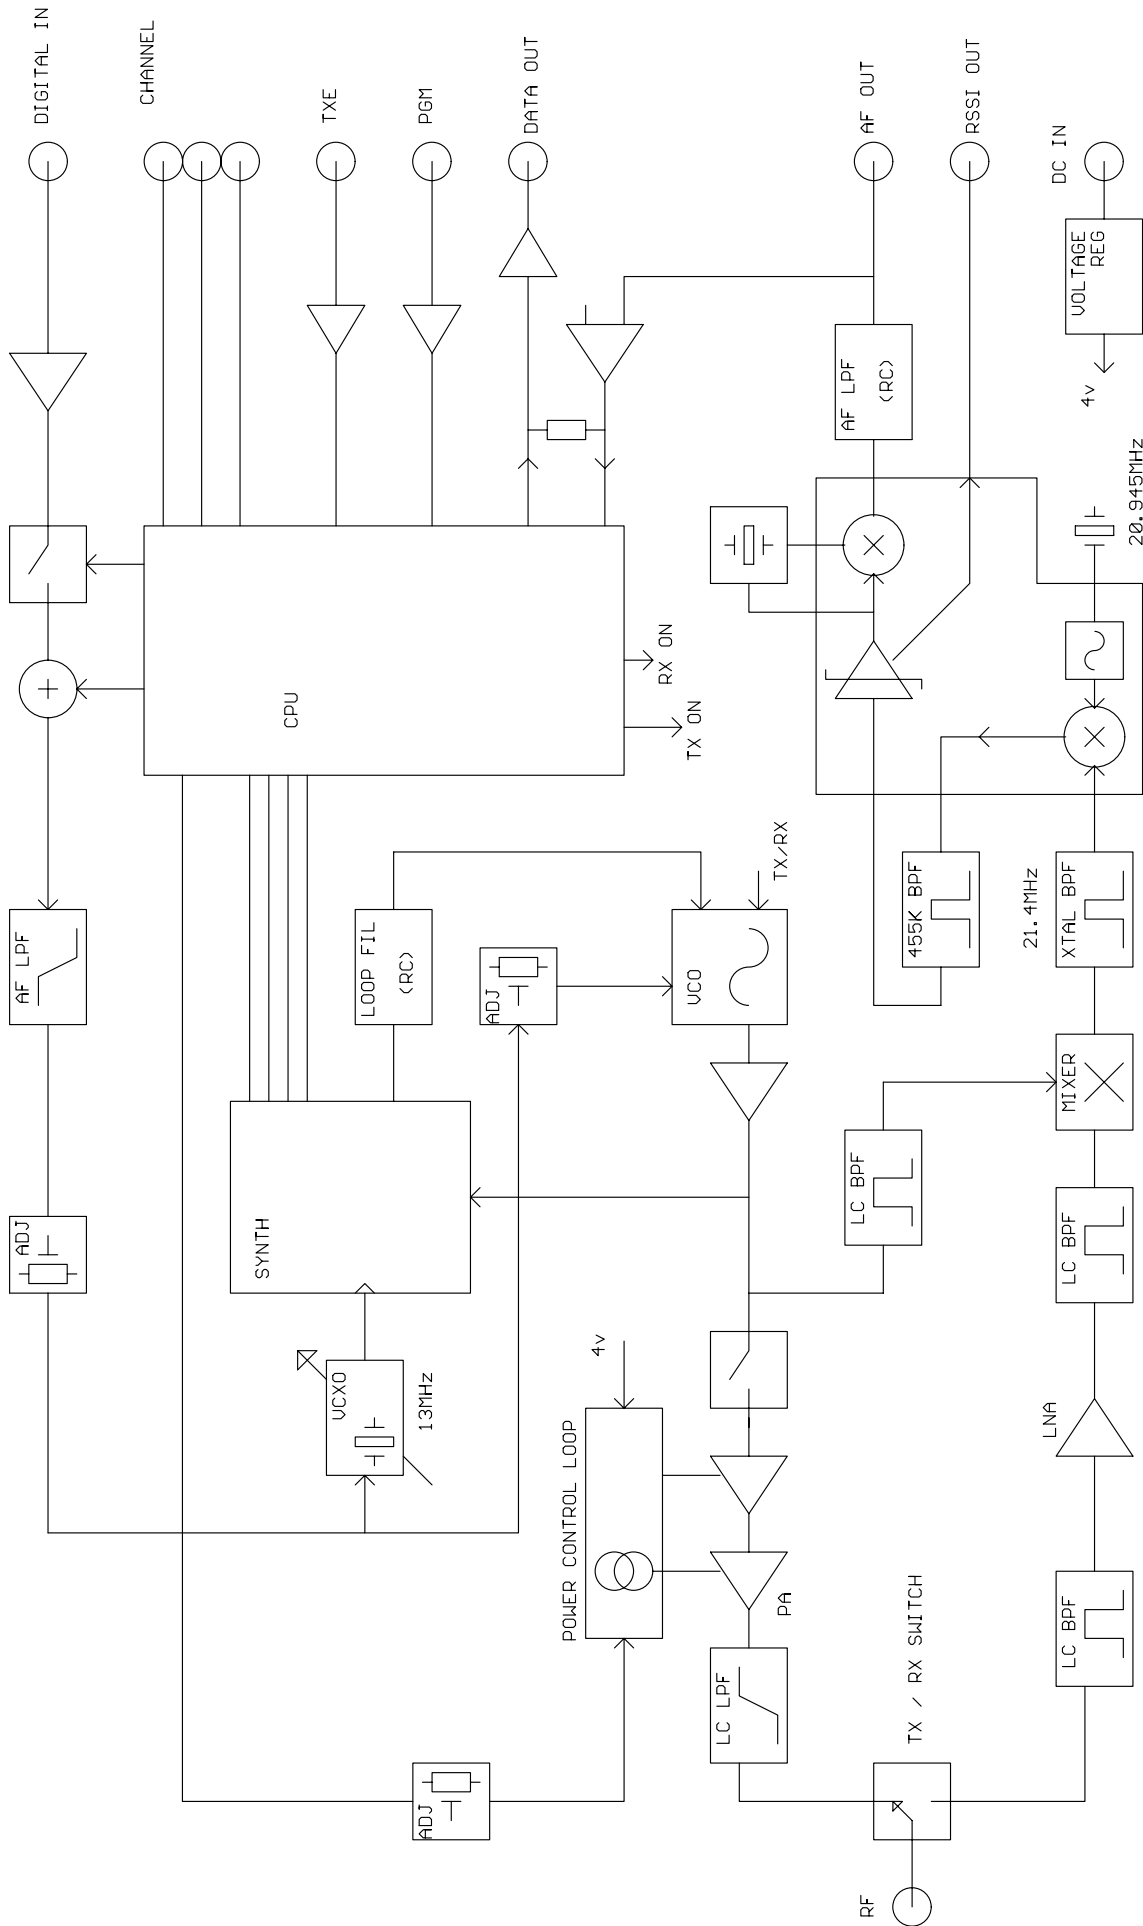 DIGITAL IN
CHANNEL
TXE
PGM
DATA OUT
AF OUT
RSSI OUT
DC IN
VOLTAGE
REG
4v
AF LPF
(RC)
20.945MHz
CPU
RX ON
TX ON
AF LPF
LOOP FIL
(RC)
ADJ
VCO
TX/RX
455K BPF
21.4MHz
XTAL BPF
MIXER
LC BPF
LC BPF
SYNTH
ADJ
VCXO
13MHz
4v
POWER CONTROL LOOP
PA
LNA
LC BPF
LC LPF
TX / RX SWITCH
ADJ
RF